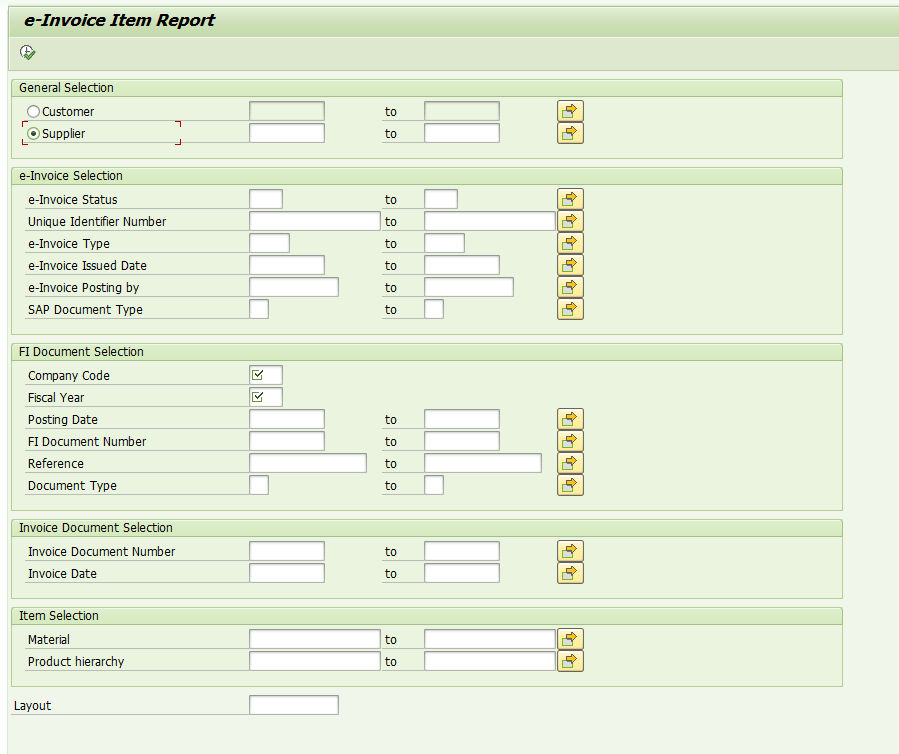 e-Invoice Item Report
General Selection
Customer to
Supplier to
e-Invoice Selection
e-Invoice Status to
Unique Identifier Number to
e-Invoice Type to
e-Invoice Issued Date to
e-Invoice Posting by to
SAP Document Type to
FI Document Selection
Company Code
Fiscal Year
Posting Date to
FI Document Number to
Reference to
Document Type to
Invoice Document Selection
Invoice Document Number to
Invoice Date to
Item Selection
Material to
Product hierarchy to
Layout